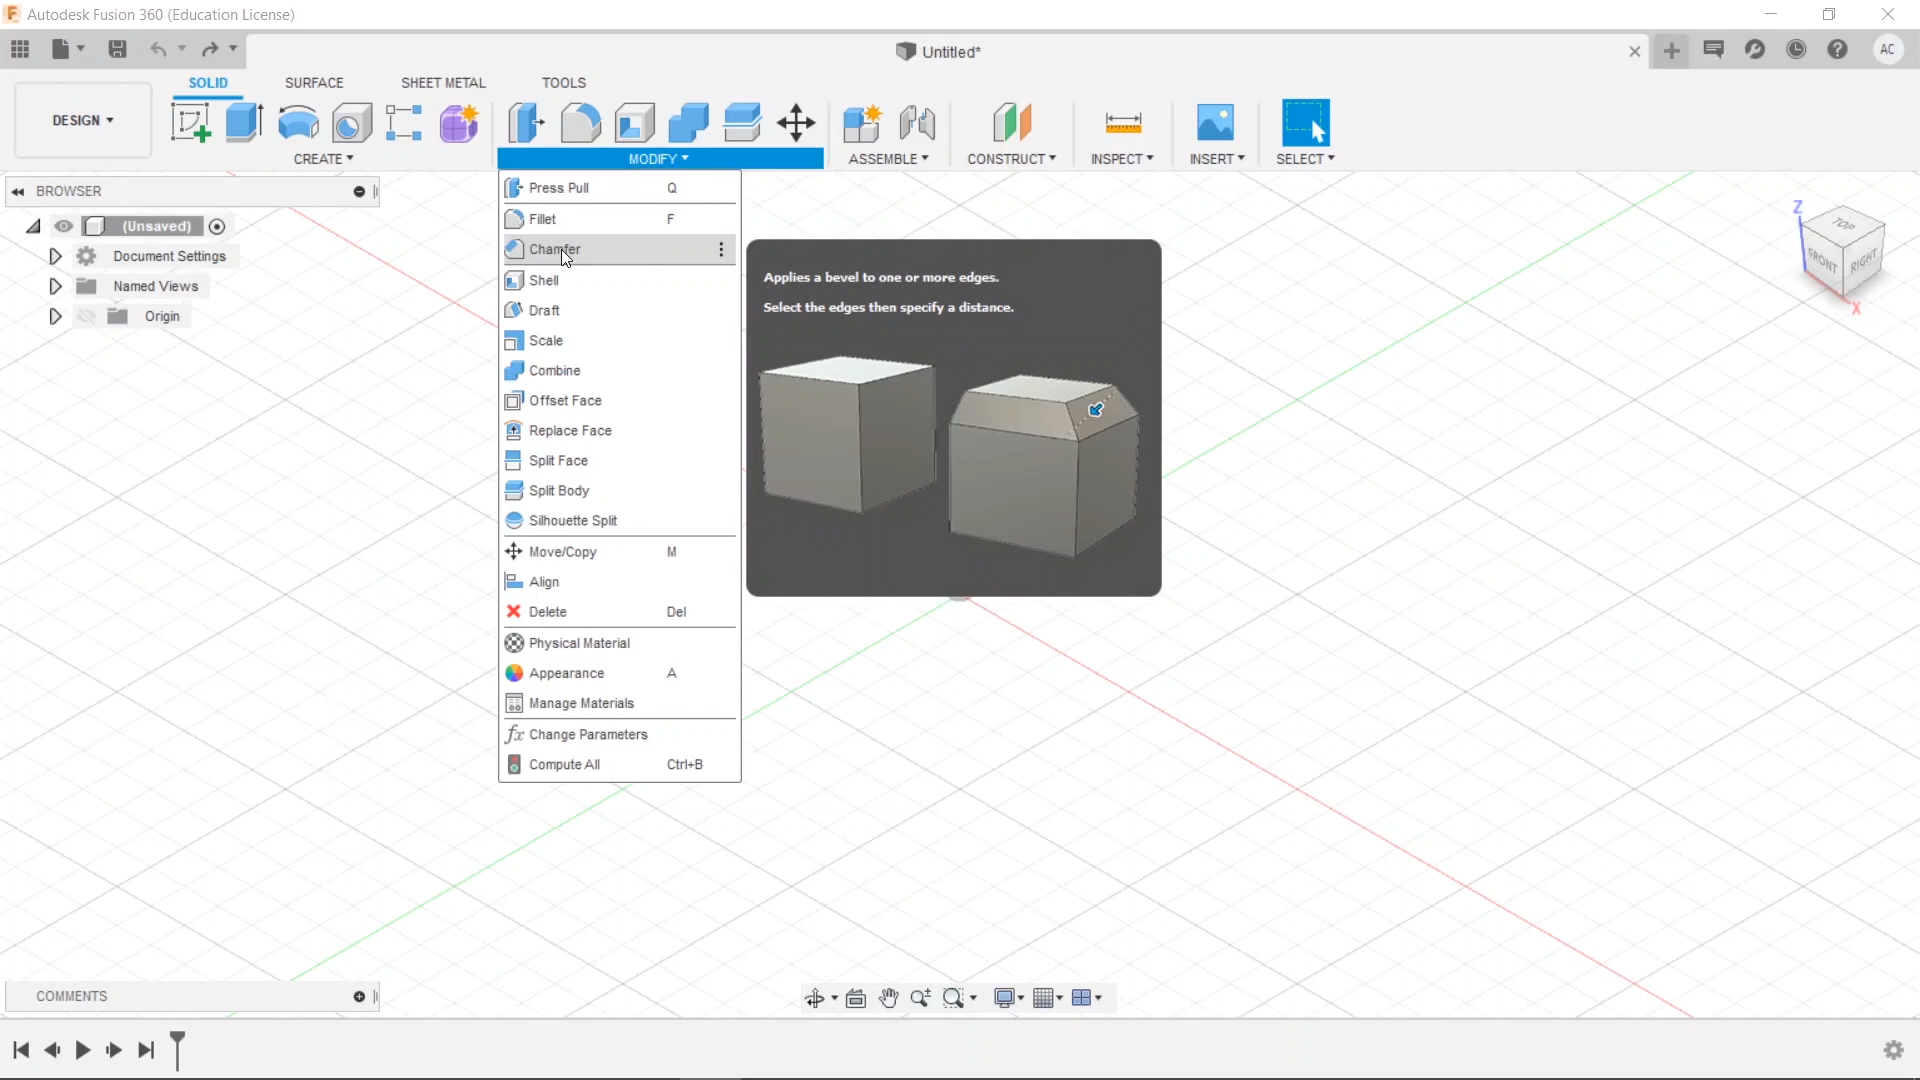 Autodesk Fusion 360 (Education License)
Untitled*
AC
SOLID
SURFACE
SHEET METAL
TOOLS
DESIGN
CREATE
MODIFY
ASSEMBLE
CONSTRUCT
INSPECT
INSERT
SELECT
BROWSER
(Unsaved)
Document Settings
Named Views
Origin
Press Pull Q
Fillet F
Chamfer
Shell
Draft
Scale
Combine
Offset Face
Replace Face
Split Face
Split Body
Silhouette Split
Move/Copy M
Align
Delete Del
Physical Material
Appearance A
Manage Materials
fx Change Parameters
Compute All Ctrl+B
Applies a bevel to one or more edges.
Select the edges then specify a distance.
Z
TOP
FRONT
RIGHT
X
COMMENTS